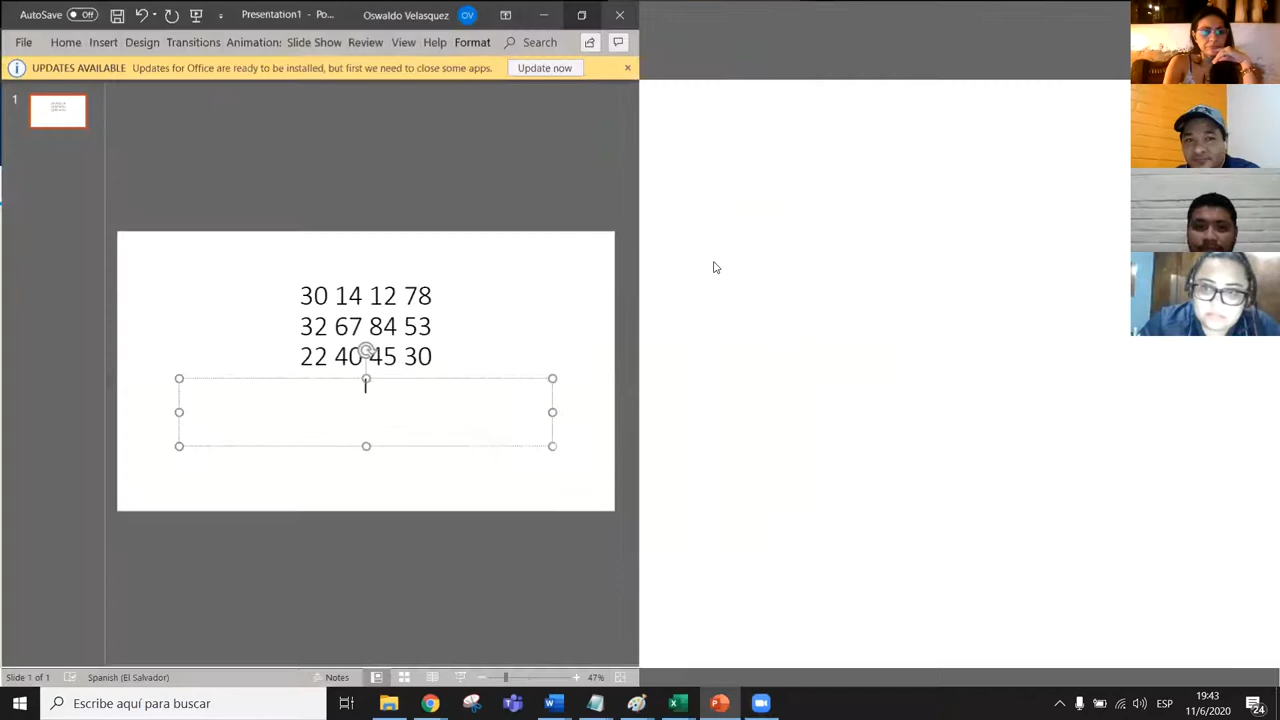 AutoSave Off Presentation1 - Po... Oswaldo Velasquez OV
File Home Insert Design Transitions Animation: Slide Show Review View Help Format Search
UPDATES AVAILABLE Updates for Office are ready to be installed, but first we need to close some apps. Update now
1
30 14 12 78
32 67 84 53
22 40 45 30
Slide 1 of 1 Spanish (El Salvador) Notes 47%
Escribe aquí para buscar ESP 19:43
11/6/2020 24